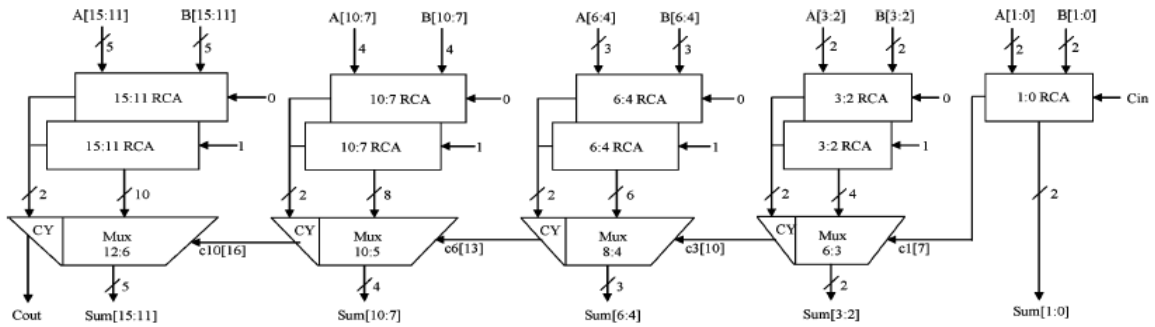 A[15:11] B[15:11] A[10:7] B[10:7] A[6:4] B[6:4] A[3:2] B[3:2] A[1:0] B[1:0]
5 5 4 4 3 3 2 2 2 2
15:11 RCA 0 10:7 RCA 0 6:4 RCA 0 3:2 RCA 0 1:0 RCA Cin
15:11 RCA 1 10:7 RCA 1 6:4 RCA 1 3:2 RCA 1
2 10 2 8 2 6 2 4 2
CY Mux CY Mux CY Mux CY Mux
12:6 c10[16] 10:5 c6[13] 8:4 c3[10] 6:3 c1[7]
5 4 3 2
Cout Sum[15:11] Sum[10:7] Sum[6:4] Sum[3:2] Sum[1:0]